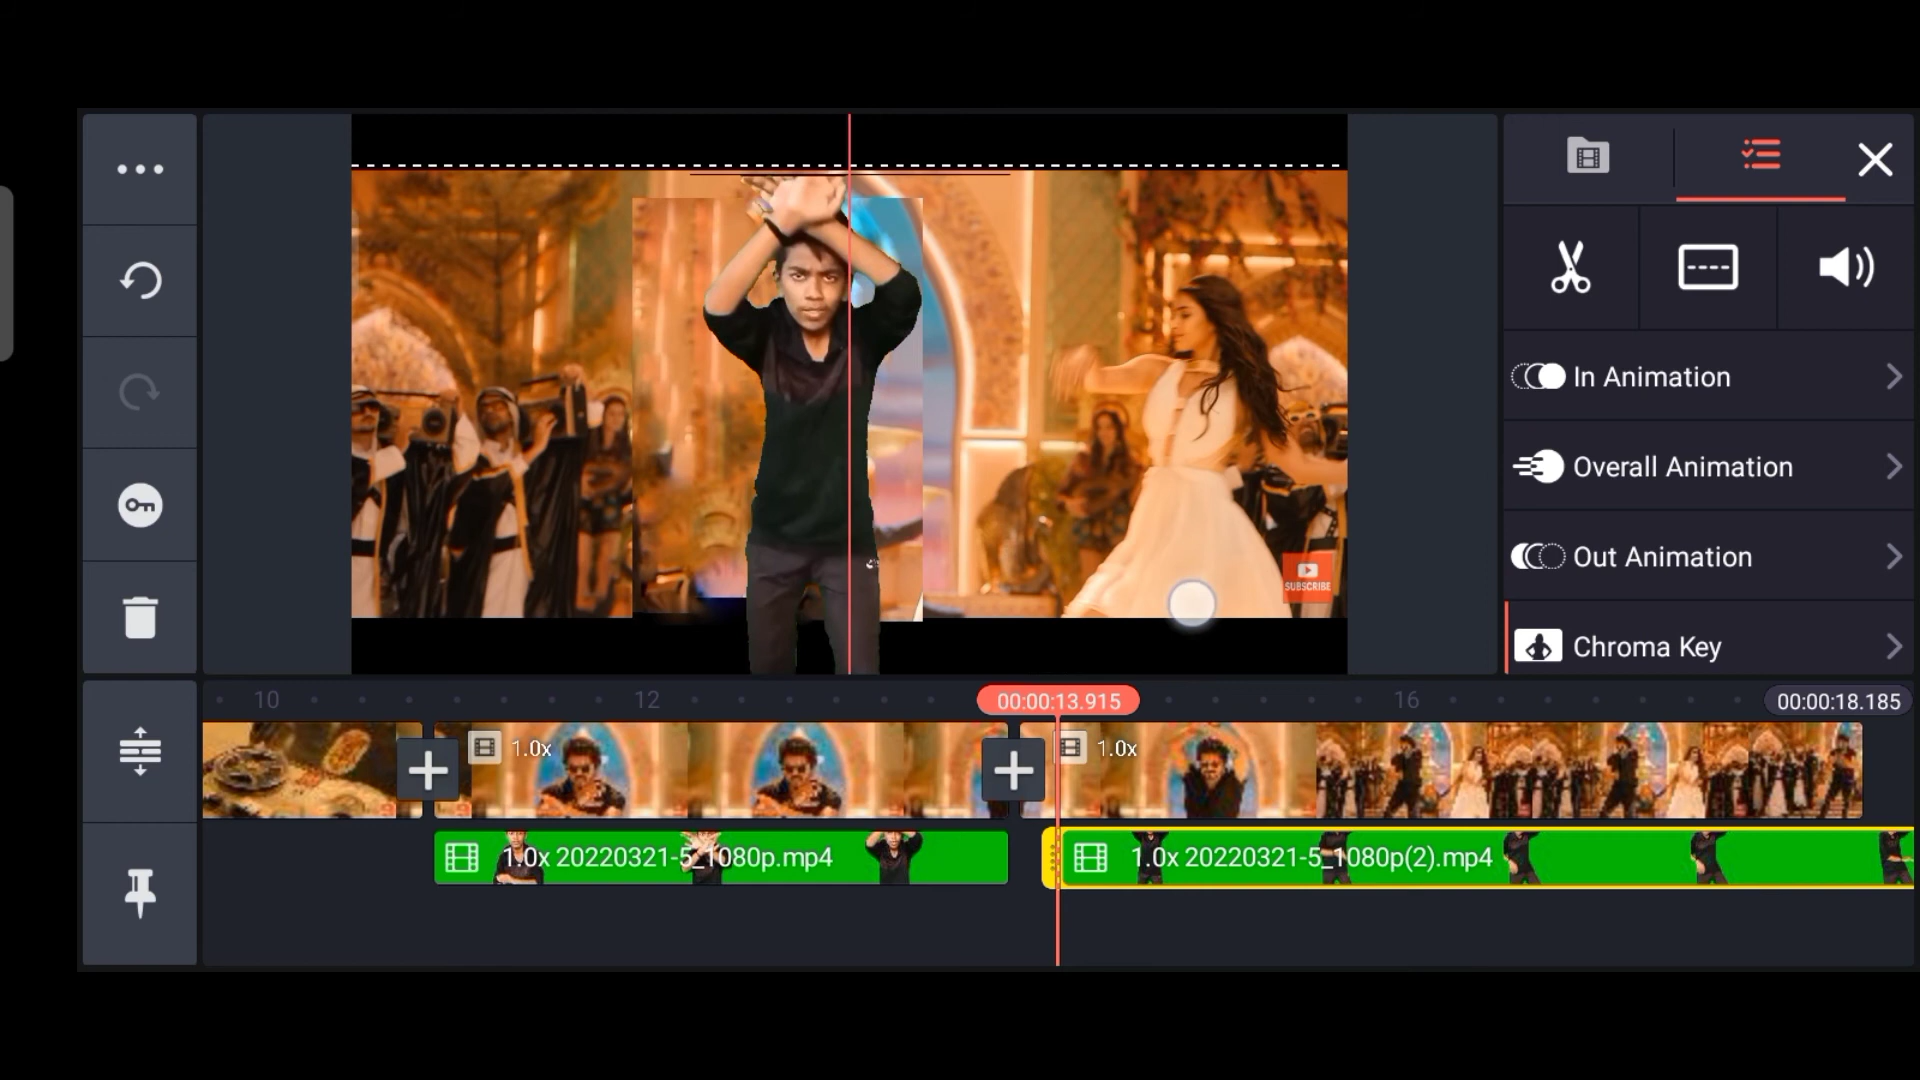 In Animation
Overall Animation
Out Animation
Chroma Key
SUBSCRIBE
10
12
00:00:13.915
16
00:00:18.185
1.0x
1.0x
1.0x 20220321-5_1080p.mp4
1.0x 20220321-5_1080p(2).mp4